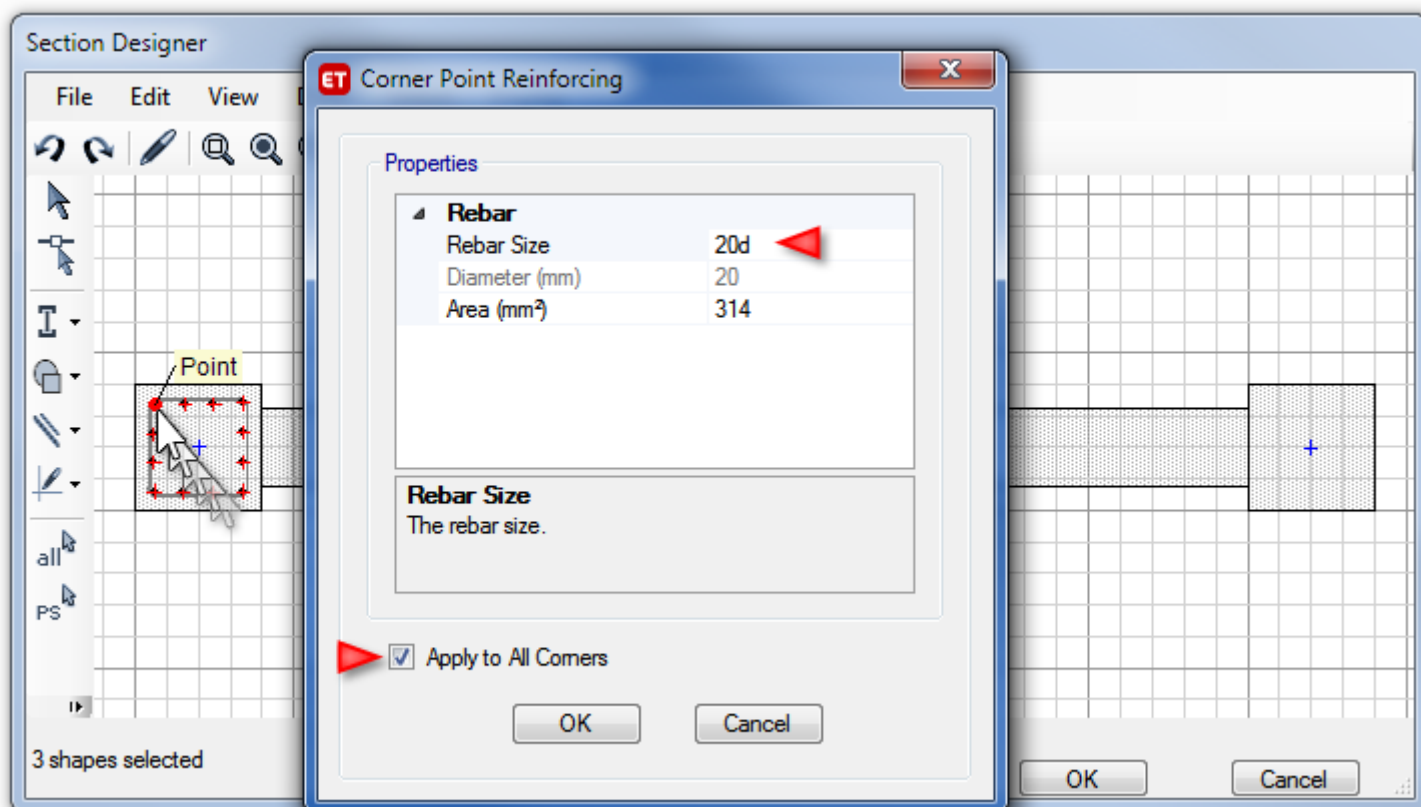 Section Designer
ET Corner Point Reinforcing
File Edit View
Properties
Rebar
Rebar Size 20d
Diameter (mm) 20
Area (mm²) 314
Point
Rebar Size
The rebar size.
all
PS
Apply to All Corners
OK Cancel
3 shapes selected
OK Cancel